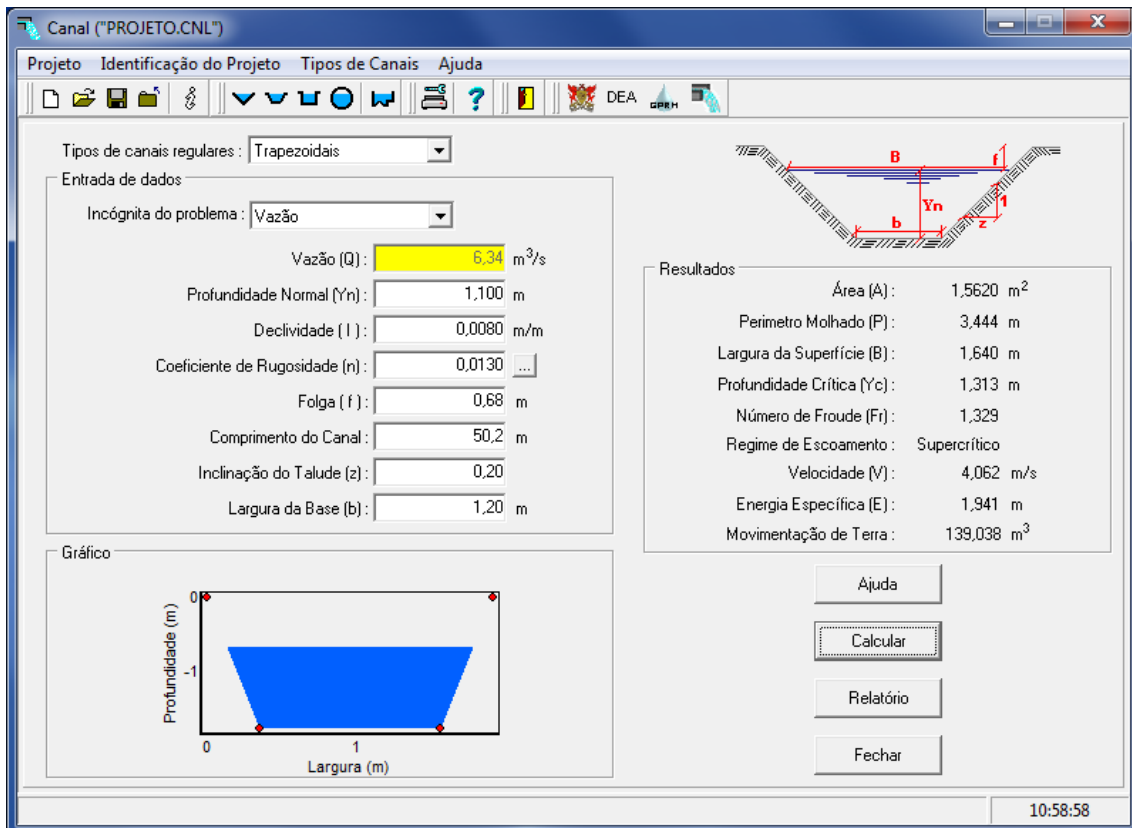 Canal ("PROJETO.CNL")
Projeto Identificação do Projeto Tipos de Canais Ajuda
DEA GPRH
Tipos de canais regulares : Trapezoidais
Entrada de dados
Incógnita do problema : Vazão
Vazão (Q) : 6,34 m³/s
Profundidade Normal (Yn) : 1,100 m
Declividade ( I ) : 0,0080 m/m
Coeficiente de Rugosidade (n) : 0,0130 ...
Folga ( f ) : 0,68 m
Comprimento do Canal : 50,2 m
Inclinação do Talude (z) : 0,20
Largura da Base (b) : 1,20 m
B f
Yn 1
b z
Resultados
Área (A) : 1,5620 m²
Perimetro Molhado (P) : 3,444 m
Largura da Superfície (B) : 1,640 m
Profundidade Crítica (Yc) : 1,313 m
Número de Froude (Fr) : 1,329
Regime de Escoamento : Supercrítico
Velocidade (V) : 4,062 m/s
Energia Específica (E) : 1,941 m
Movimentação de Terra : 139,038 m³
Gráfico
Profundidade (m)
0
-1
0 1
Largura (m)
Ajuda
Calcular
Relatório
Fechar
10:58:58